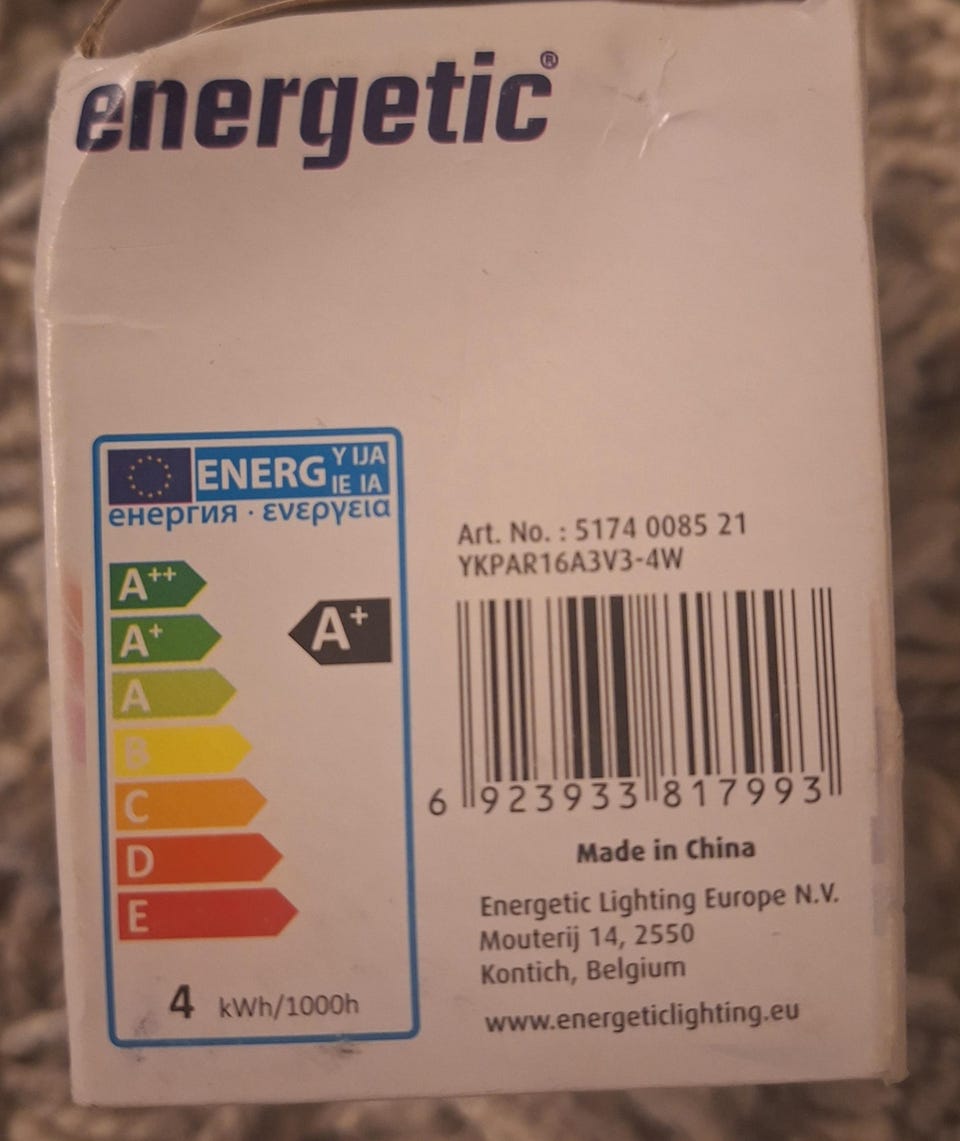 energetic®
ENERG Y IJA
IE IA
енергия · ενεργεια
A++
A+
A+
A
B
C
D
E
4 kWh/1000h
Art. No. : 5174 0085 21
YKPAR16A3V3-4W
6 923933 817993
Made in China
Energetic Lighting Europe N.V.
Mouterij 14, 2550
Kontich, Belgium
www.energeticlighting.eu